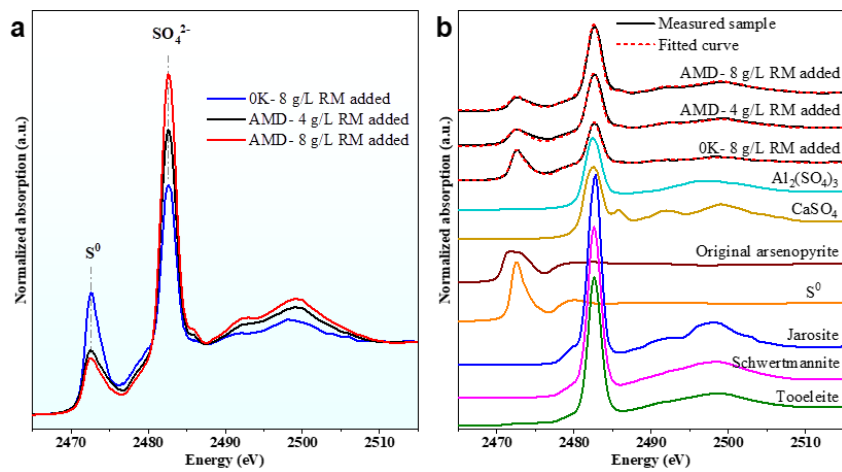 a
SO₄²⁻
S⁰
0K- 8 g/L RM added
AMD- 4 g/L RM added
AMD- 8 g/L RM added
Normalized absorption (a.u.)
2470
2480
2490
2500
2510
Energy (eV)
b
Measured sample
Fitted curve
AMD- 8 g/L RM added
AMD- 4 g/L RM added
0K- 8 g/L RM added
Al₂(SO₄)₃
CaSO₄
Original arsenopyrite
S⁰
Jarosite
Schwertmannite
Tooeleite
Normalized absorption (a.u.)
2470
2480
2490
2500
2510
Energy (eV)